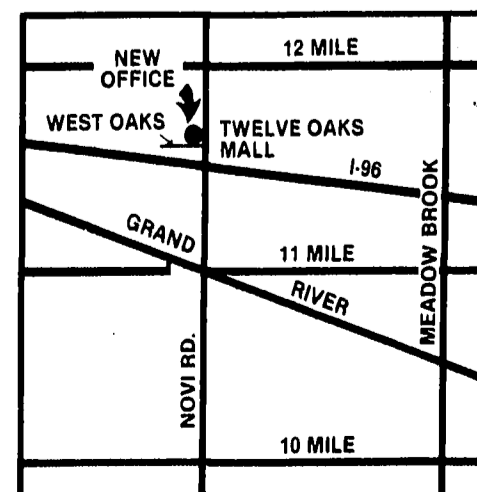 12 MILE
NEW
OFFICE
WEST OAKS
TWELVE OAKS
MALL
I-96
GRAND
RIVER
11 MILE
MEADOW BROOK
NOVI RD.
10 MILE